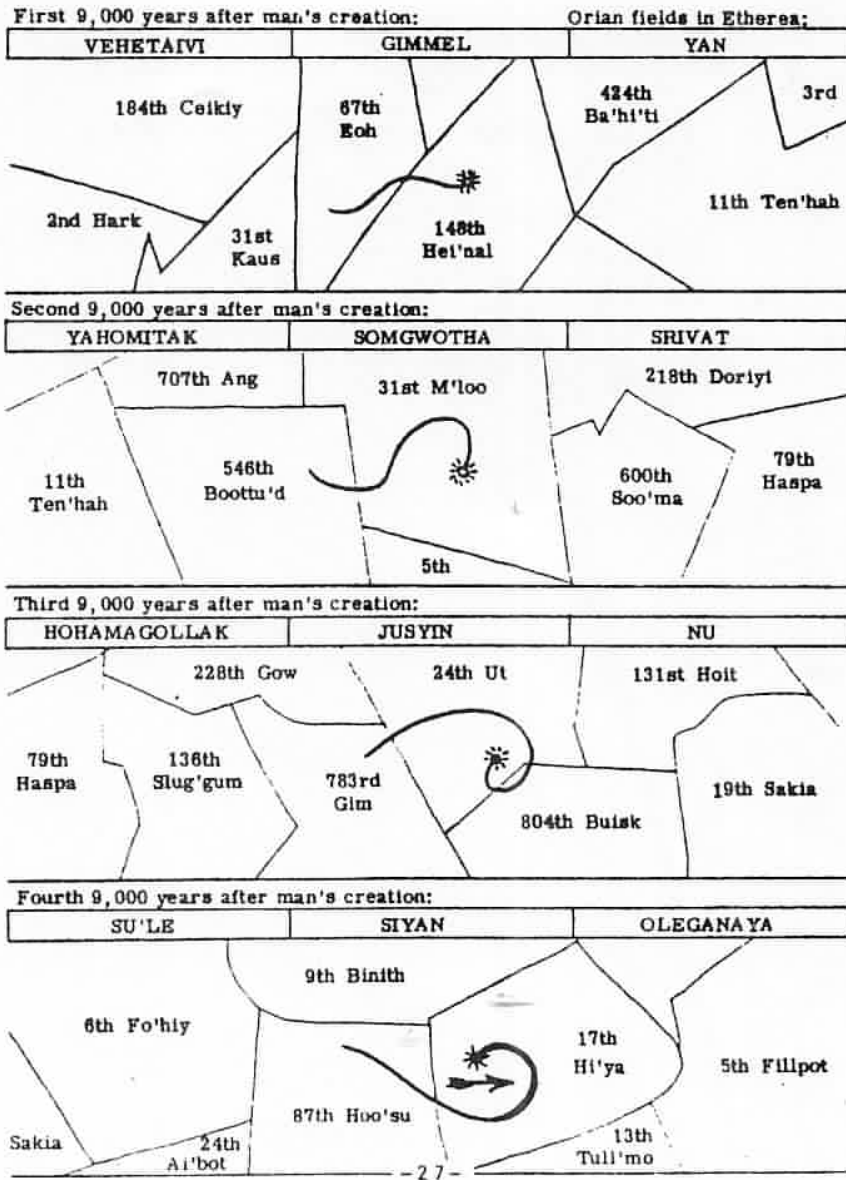 First 9,000 years after man's creation: Orian fields in Etherea;
VEHETAIVI GIMMEL YAN
184th Ceikiy
67th
Eoh
424th
Ba'hi'ti
3rd
2nd Hark
31st
Kaus
148th
Hei'nal
11th Ten'hah
Second 9,000 years after man's creation:
YAHOMITAK SOMGWOTHA SRIVAT
707th Ang
31st M'loo
218th Doriyi
11th
Ten'hah
546th
Boottu'd
600th
Soo'ma
79th
Haspa
5th
Third 9,000 years after man's creation:
HOHAMAGOLLAK JUSYIN NU
228th Gow
24th Ut
131st Hoit
79th
Haspa
136th
Slug'gum
783rd
Gim
19th Sakia
804th Buisk
Fourth 9,000 years after man's creation:
SU'LE SIYAN OLEGANAYA
9th Binith
6th Fo'hiy
17th
Hi'ya
5th Fillpot
87th Hoo'su
Sakia
24th
Ai'bot
13th
Tuli'mo
-27-